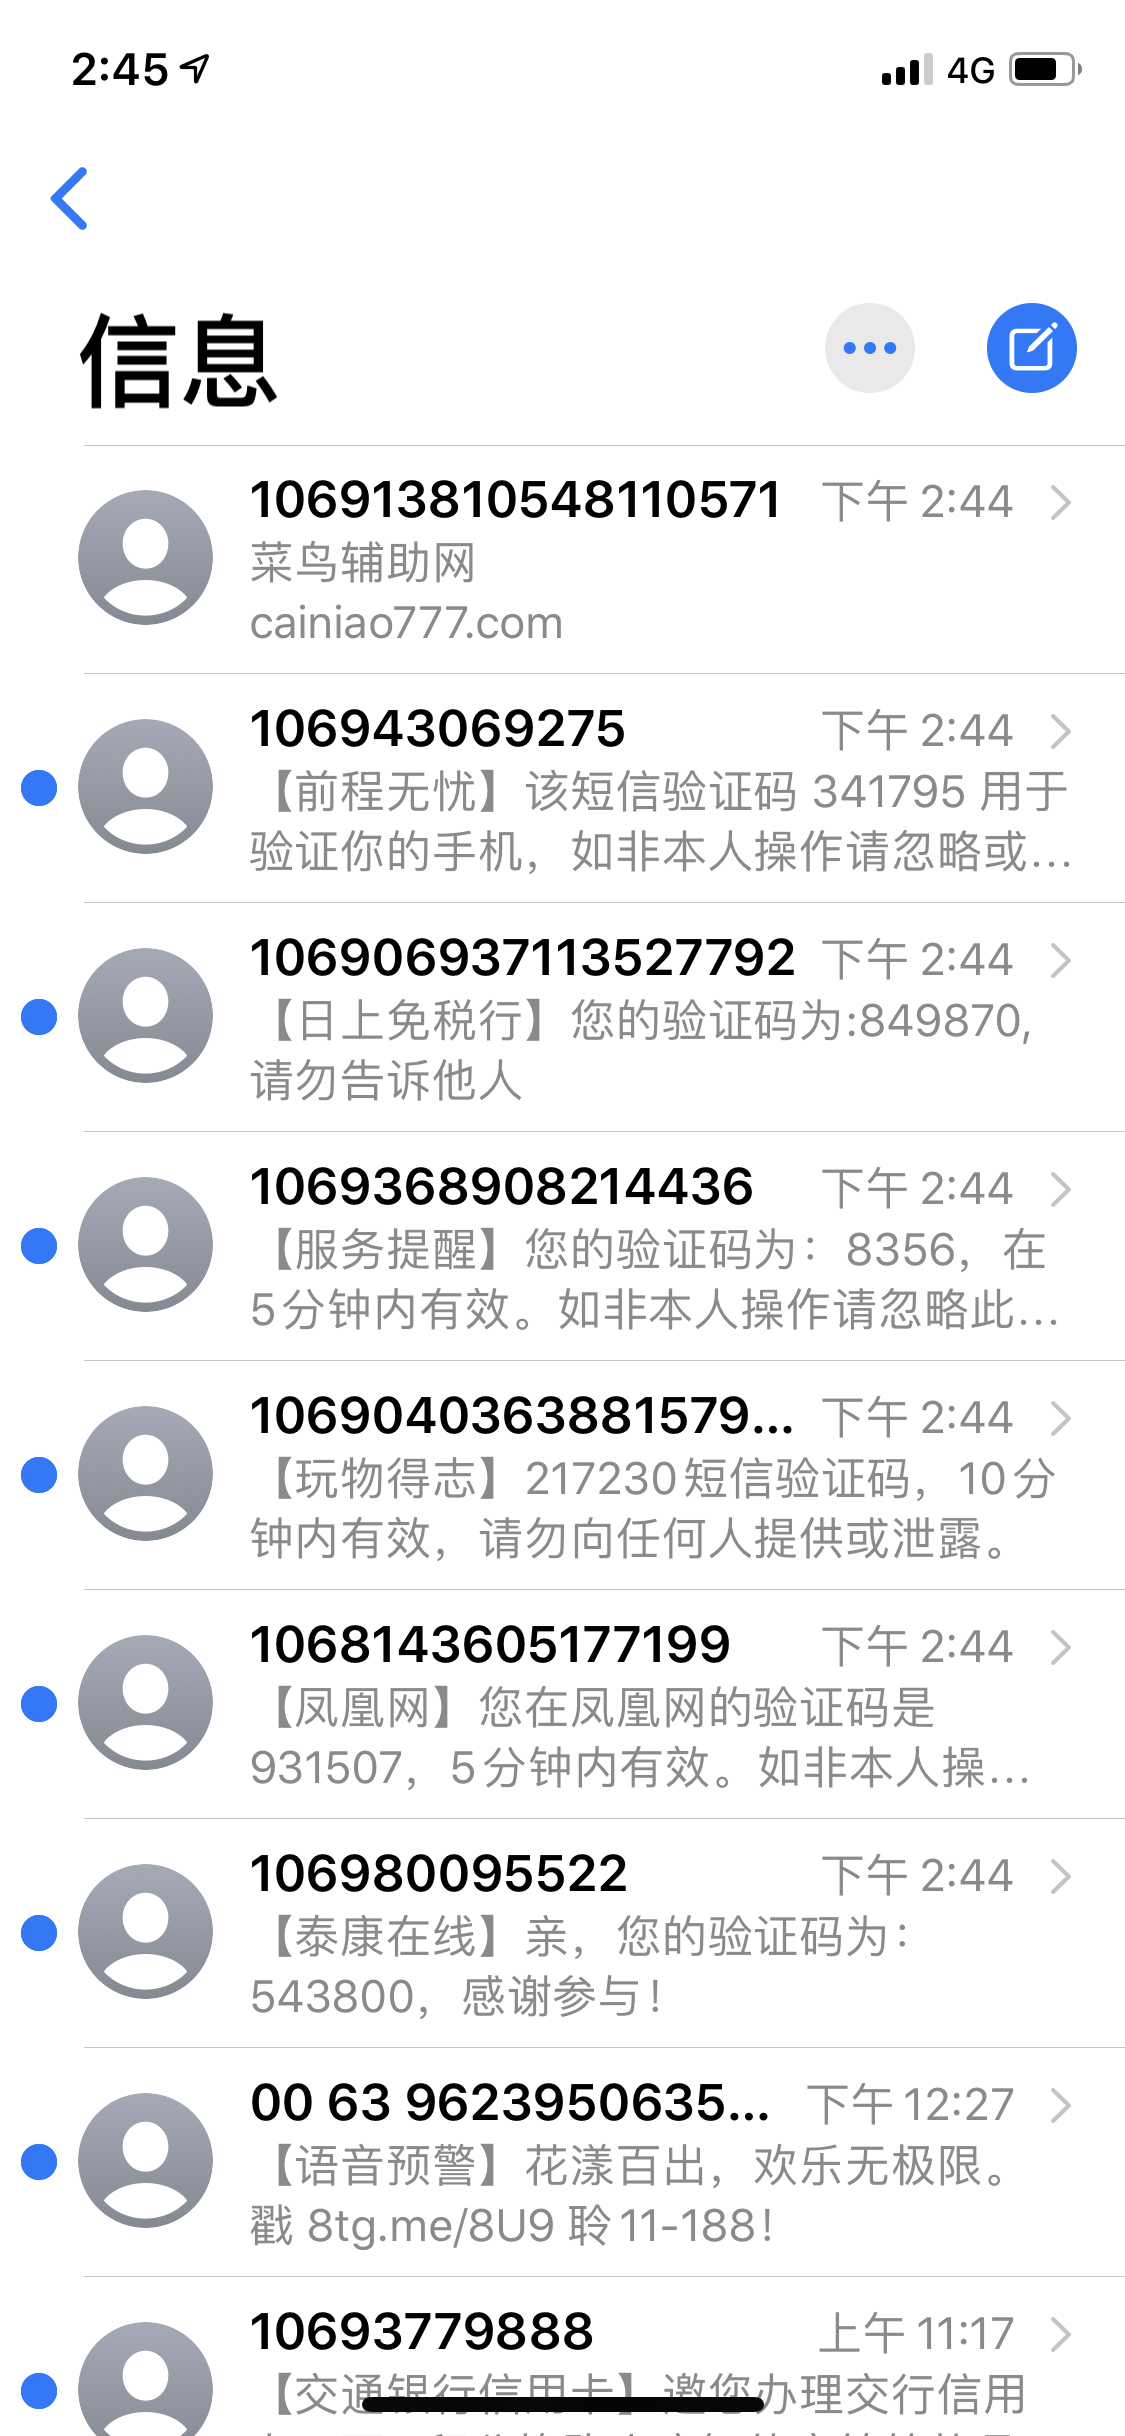 2:45
4G
信息
106913810548110571 下午 2:44
菜鸟辅助网
cainiao777.com
106943069275 下午 2:44
【前程无忧】该短信验证码 341795 用于
验证你的手机，如非本人操作请忽略或...
1069069371113527792 下午 2:44
【日上免税行】您的验证码为:849870,
请勿告诉他人
1069368908214436 下午 2:44
【服务提醒】您的验证码为：8356，在
5分钟内有效。如非本人操作请忽略此...
1069040363881579... 下午 2:44
【玩物得志】217230短信验证码，10分
钟内有效，请勿向任何人提供或泄露。
1068143605177199 下午 2:44
【凤凰网】您在凤凰网的验证码是
931507，5分钟内有效。如非本人操...
106980095522 下午 2:44
【泰康在线】亲，您的验证码为：
543800，感谢参与！
00 63 9623950635... 下午 12:27
【语音预警】花漾百出，欢乐无极限。
戳 8tg.me/8U9 聆11-188！
10693779888 上午 11:17
【交通银行信用卡】邀您办理交行信用